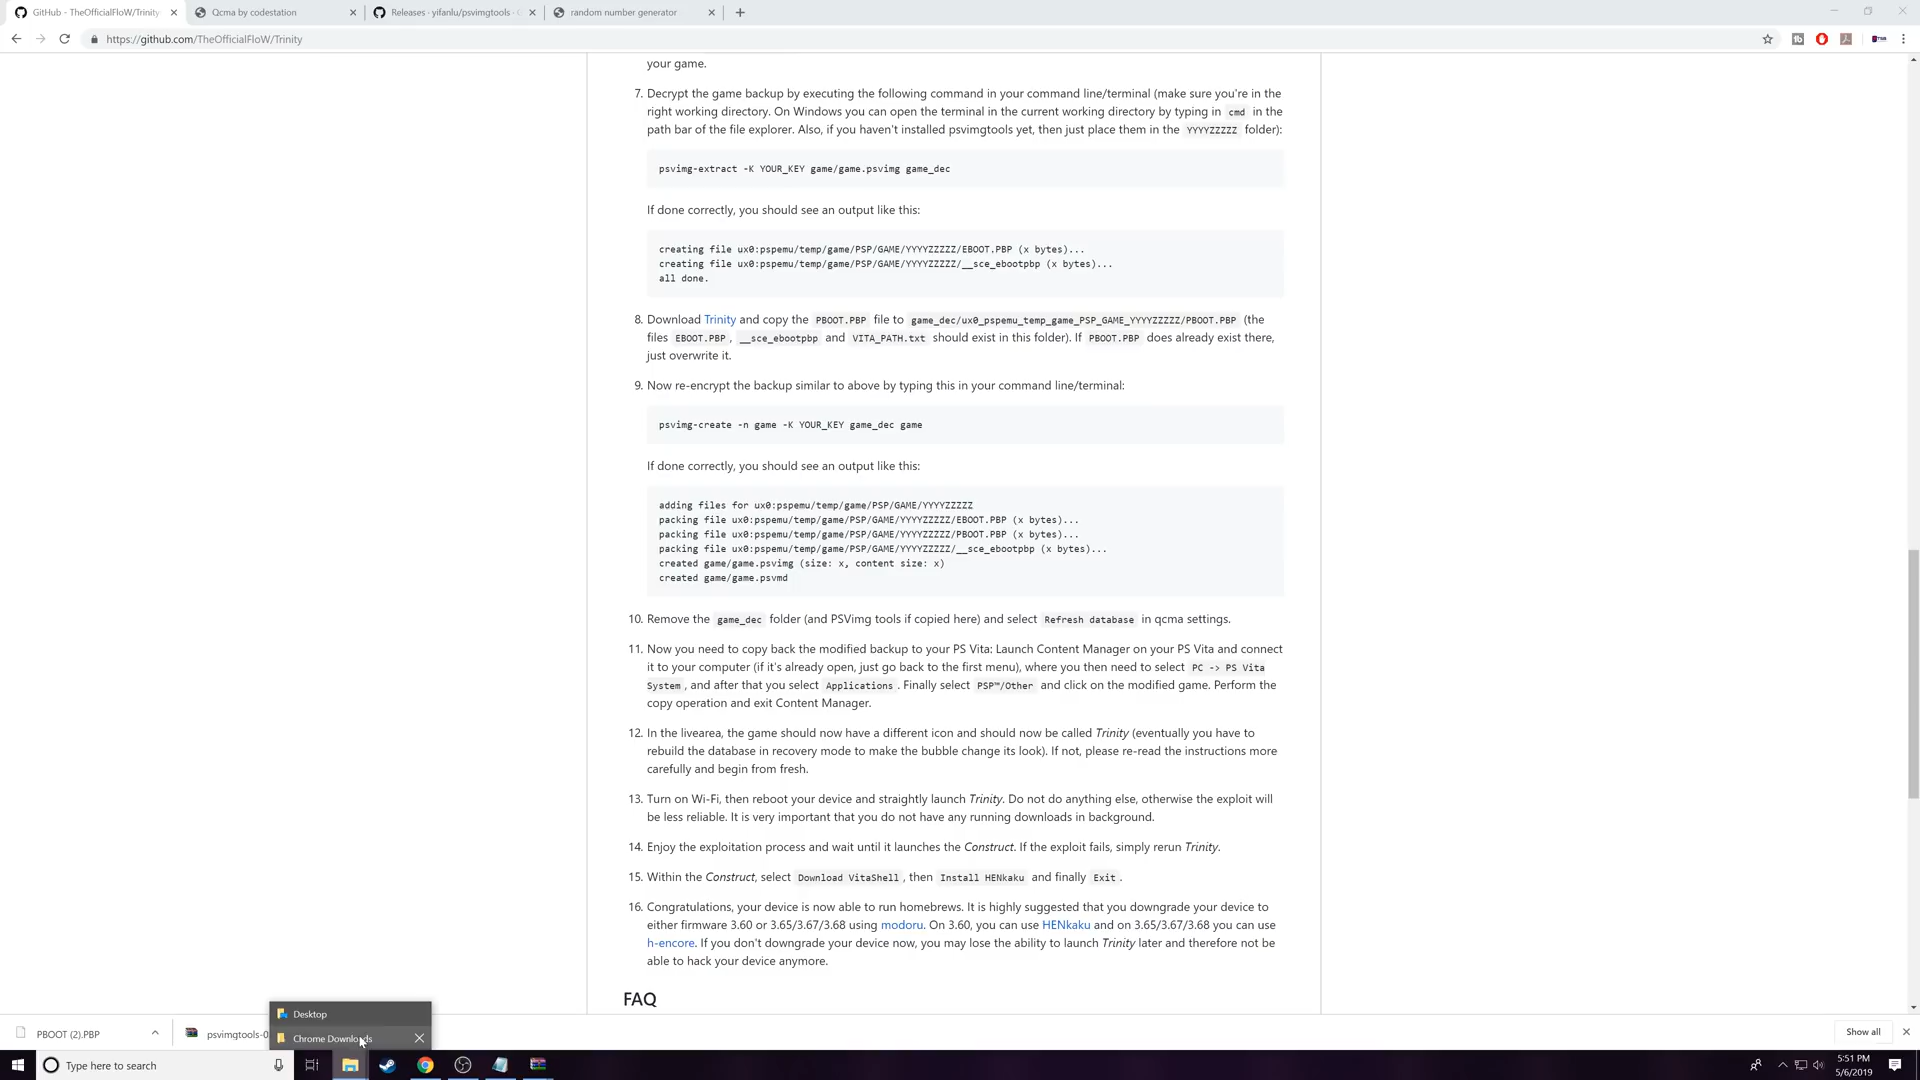 GitHub - TheOfficialFloW/Trinity
Qcma by codestation
Releases · yifanlu/psvimgtools ·
random number generator
https://github.com/TheOfficialFloW/Trinity
your game.
7. Decrypt the game backup by executing the following command in your command line/terminal (make sure you're in the
right working directory. On Windows you can open the terminal in the current working directory by typing in cmd in the
path bar of the file explorer. Also, if you haven't installed psvimgtools yet, then just place them in the YYYYZZZZZ folder):
psvimg-extract -K YOUR_KEY game/game.psvimg game_dec
If done correctly, you should see an output like this:
creating file ux0:pspemu/temp/game/PSP/GAME/YYYYZZZZZ/EBOOT.PBP (x bytes)...
creating file ux0:pspemu/temp/game/PSP/GAME/YYYYZZZZZ/__sce_ebootpbp (x bytes)...
all done.
8. Download Trinity and copy the PBOOT.PBP file to game_dec/ux0_pspemu_temp_game_PSP_GAME_YYYYZZZZZ/PBOOT.PBP (the
files EBOOT.PBP, __sce_ebootpbp and VITA_PATH.txt should exist in this folder). If PBOOT.PBP does already exist there,
just overwrite it.
9. Now re-encrypt the backup similar to above by typing this in your command line/terminal:
psvimg-create -n game -K YOUR_KEY game_dec game
If done correctly, you should see an output like this:
adding files for ux0:pspemu/temp/game/PSP/GAME/YYYYZZZZZ
packing file ux0:pspemu/temp/game/PSP/GAME/YYYYZZZZZ/EBOOT.PBP (x bytes)...
packing file ux0:pspemu/temp/game/PSP/GAME/YYYYZZZZZ/PBOOT.PBP (x bytes)...
packing file ux0:pspemu/temp/game/PSP/GAME/YYYYZZZZZ/__sce_ebootpbp (x bytes)...
created game/game.psvimg (size: x, content size: x)
created game/game.psvmd
10. Remove the game_dec folder (and PSVimg tools if copied here) and select Refresh database in qcma settings.
11. Now you need to copy back the modified backup to your PS Vita: Launch Content Manager on your PS Vita and connect
it to your computer (if it's already open, just go back to the first menu), where you then need to select PC -> PS Vita
System, and after that you select Applications. Finally select PSP™/Other and click on the modified game. Perform the
copy operation and exit Content Manager.
12. In the livearea, the game should now have a different icon and should now be called Trinity (eventually you have to
rebuild the database in recovery mode to make the bubble change its look). If not, please re-read the instructions more
carefully and begin from fresh.
13. Turn on Wi-Fi, then reboot your device and straightly launch Trinity. Do not do anything else, otherwise the exploit will
be less reliable. It is very important that you do not have any running downloads in background.
14. Enjoy the exploitation process and wait until it launches the Construct. If the exploit fails, simply rerun Trinity.
15. Within the Construct, select Download VitaShell, then Install HENkaku and finally Exit.
16. Congratulations, your device is now able to run homebrews. It is highly suggested that you downgrade your device to
either firmware 3.60 or 3.65/3.67/3.68 using modoru. On 3.60, you can use HENkaku and on 3.65/3.67/3.68 you can use
h-encore. If you don't downgrade your device now, you may lose the ability to launch Trinity later and therefore not be
able to hack your device anymore.
FAQ
Desktop
Chrome Downloads
PBOOT (2).PBP
psvimgtools-0
Show all
Type here to search
5:51 PM
5/6/2019